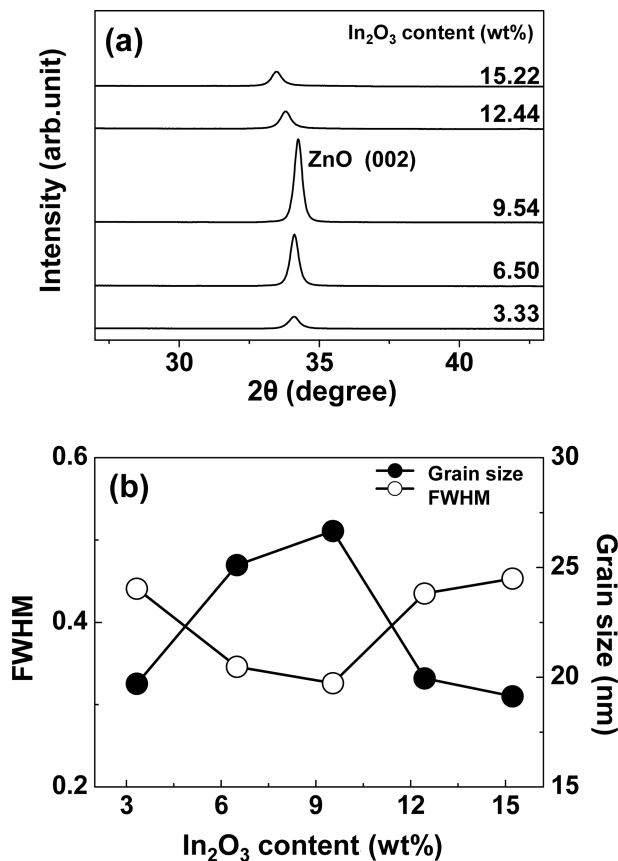 (a)
In₂O₃ content (wt%)
15.22
12.44
ZnO (002)
9.54
6.50
3.33
Intensity (arb.unit)
30 35 40
2θ (degree)
(b)
Grain size
FWHM
0.6
0.4
0.2
FWHM
30
25
20
15
Grain size (nm)
3 6 9 12 15
In₂O₃ content (wt%)